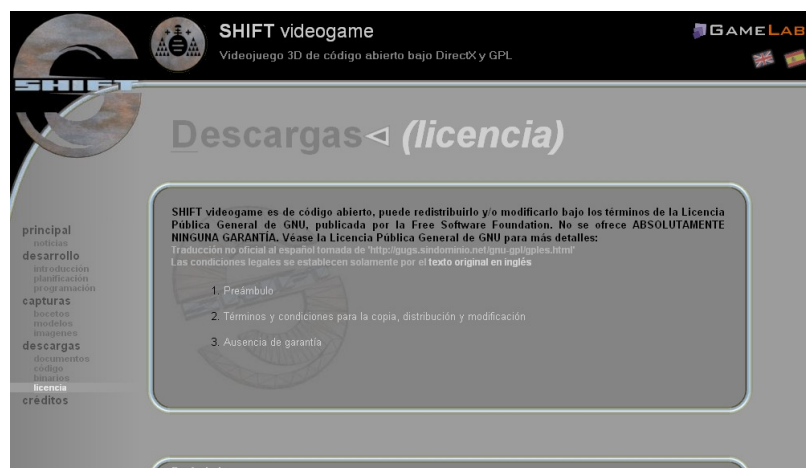 SHIFT videogame
Videojuego 3D de código abierto bajo DirectX y GPL
GAMELAB
SHIFT
Descargas (licencia)
SHIFT videogame es de código abierto, puede redistribuirlo y/o modificarlo bajo los términos de la Licencia
Pública General de GNU, publicada por la Free Software Foundation. No se ofrece ABSOLUTAMENTE
NINGUNA GARANTÍA. Véase la Licencia Pública General de GNU para más detalles:
Traducción no oficial al español tomada de 'http://gugs.sindominio.net/gnu-gpl/gples.html'
Las condiciones legales se establecen solamente por el texto original en inglés
1. Preámbulo
2. Términos y condiciones para la copia, distribución y modificación
3. Ausencia de garantía
principal
noticias
desarrollo
introducción
planificación
programación
capturas
bocetos
modelos
imagenes
descargas
documentos
código
binarios
licencia
créditos